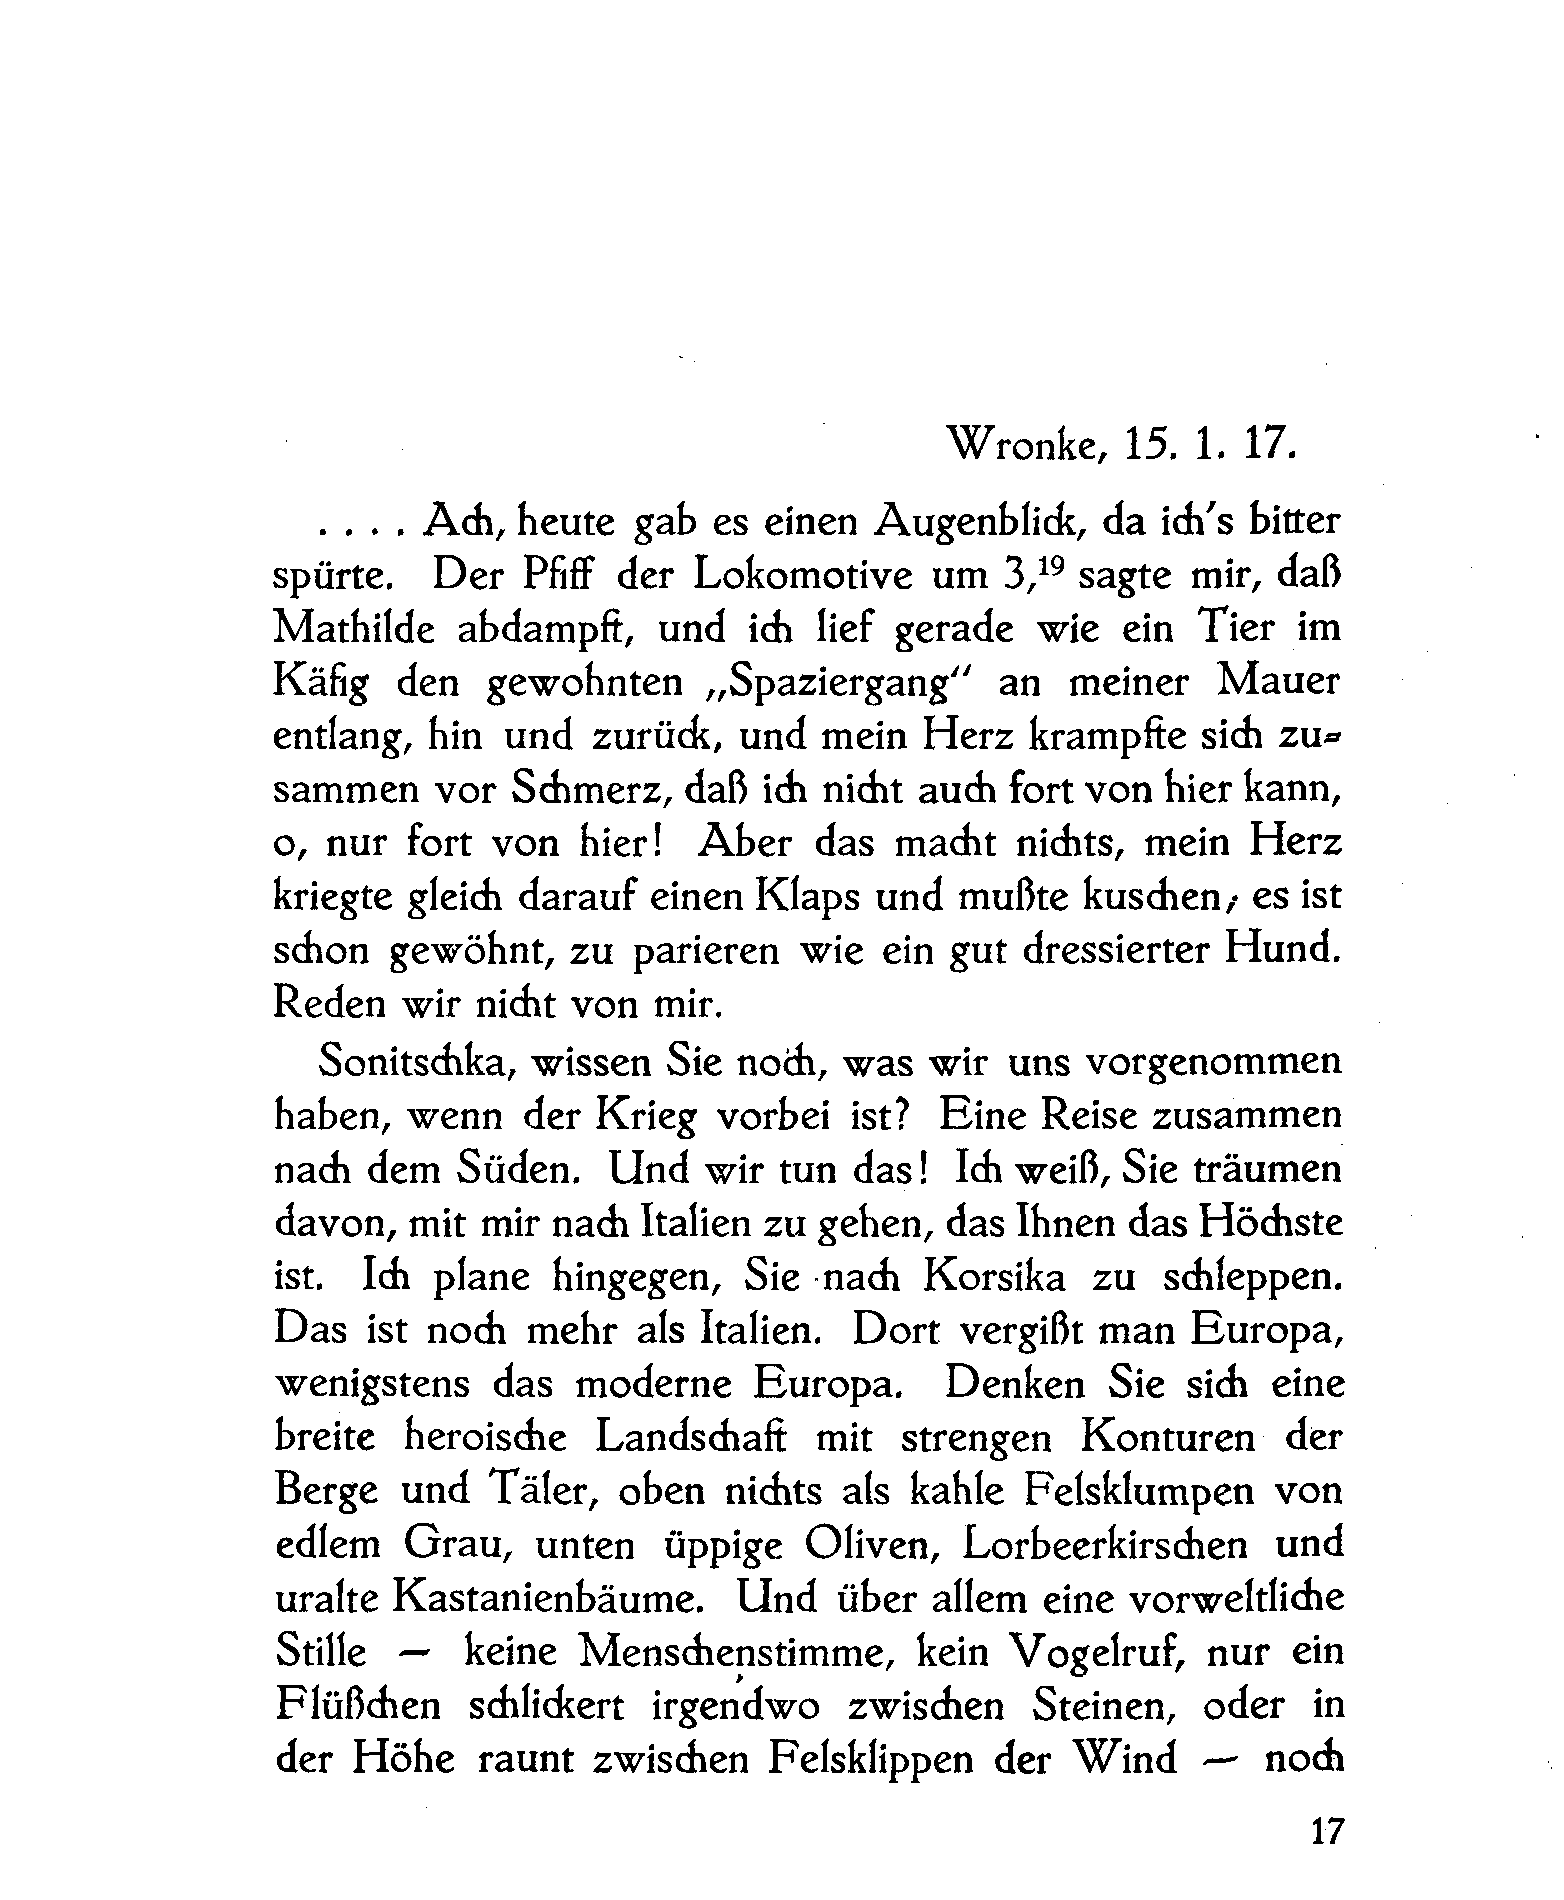 Wronke, 15. 1. 17.
. . . . Ach, heute gab es einen Augenblick, da ich's bitter
spürte. Der Pfiff der Lokomotive um 3,¹⁹ sagte mir, daß
Mathilde abdampft, und ich lief gerade wie ein Tier im
Käfig den gewohnten „Spaziergang“ an meiner Mauer
entlang, hin und zurück, und mein Herz krampfte sich zu-
sammen vor Schmerz, daß ich nicht auch fort von hier kann,
o, nur fort von hier! Aber das macht nichts, mein Herz
kriegte gleich darauf einen Klaps und mußte kuschen; es ist
schon gewöhnt, zu parieren wie ein gut dressierter Hund.
Reden wir nicht von mir.
Sonitschka, wissen Sie noch, was wir uns vorgenommen
haben, wenn der Krieg vorbei ist? Eine Reise zusammen
nach dem Süden. Und wir tun das! Ich weiß, Sie träumen
davon, mit mir nach Italien zu gehen, das Ihnen das Höchste
ist. Ich plane hingegen, Sie nach Korsika zu schleppen.
Das ist noch mehr als Italien. Dort vergißt man Europa,
wenigstens das moderne Europa. Denken Sie sich eine
breite heroische Landschaft mit strengen Konturen der
Berge und Täler, oben nichts als kahle Felsklumpen von
edlem Grau, unten üppige Oliven, Lorbeerkirschen und
uralte Kastanienbäume. Und über allem eine vorweltliche
Stille — keine Menschenstimme, kein Vogelruf, nur ein
Flüßchen schlickert irgendwo zwischen Steinen, oder in
der Höhe raunt zwischen Felsklippen der Wind — noch
17